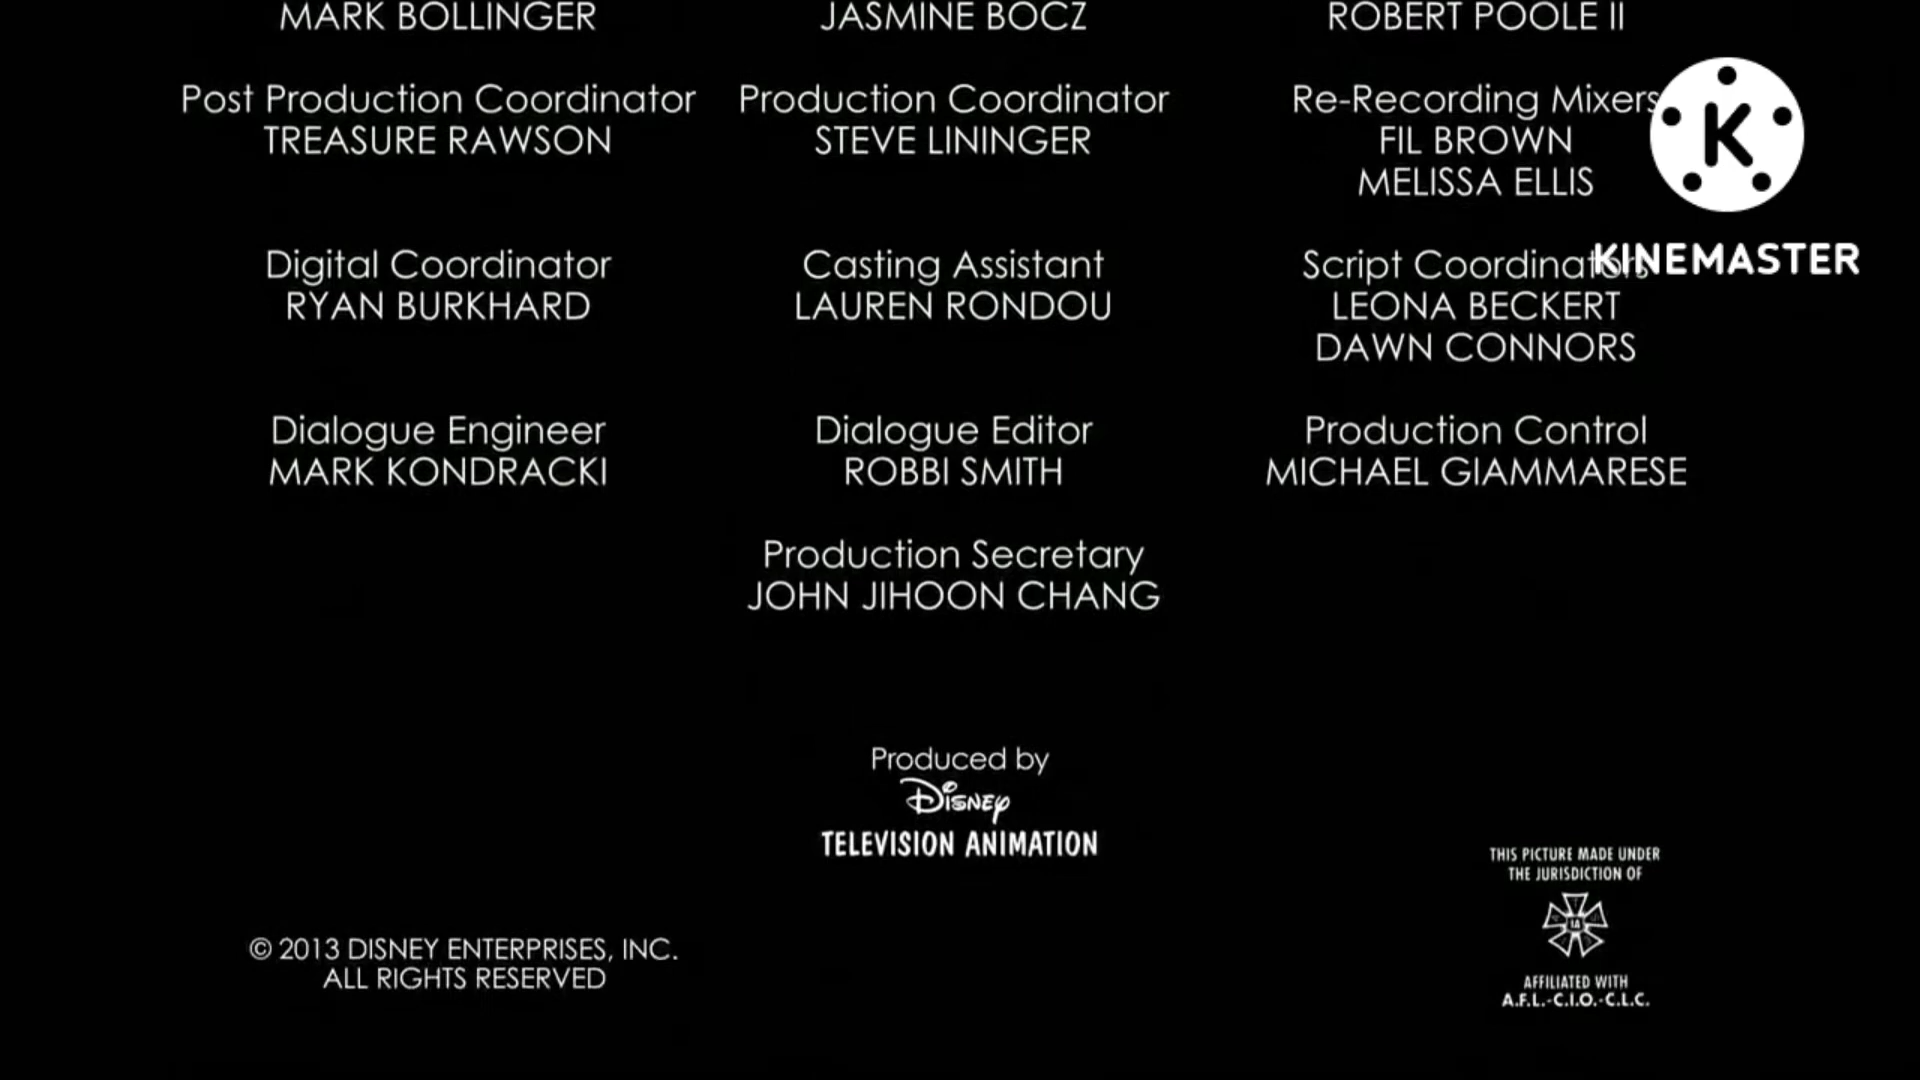 MARK BOLLINGER
JASMINE BOCZ
ROBERT POOLE II
Post Production Coordinator
TREASURE RAWSON
Production Coordinator
STEVE LININGER
Re-Recording Mixers
FIL BROWN
MELISSA ELLIS
K
KINEMASTER
Digital Coordinator
RYAN BURKHARD
Casting Assistant
LAUREN RONDOU
Script Coordinators
LEONA BECKERT
DAWN CONNORS
Dialogue Engineer
MARK KONDRACKI
Dialogue Editor
ROBBI SMITH
Production Control
MICHAEL GIAMMARESE
Production Secretary
JOHN JIHOON CHANG
Produced by
Disney
TELEVISION ANIMATION
© 2013 DISNEY ENTERPRISES, INC.
ALL RIGHTS RESERVED
THIS PICTURE MADE UNDER
THE JURISDICTION OF
IA
AFFILIATED WITH
A.F.L.-C.I.O.-C.L.C.